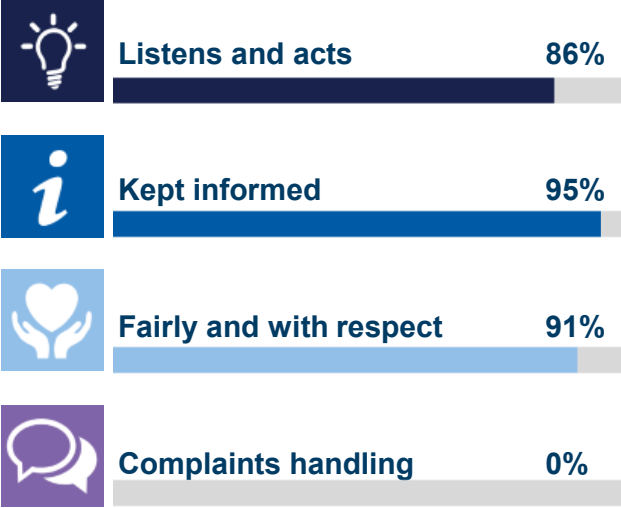 Listens and acts 86%
Kept informed 95%
Fairly and with respect 91%
Complaints handling 0%